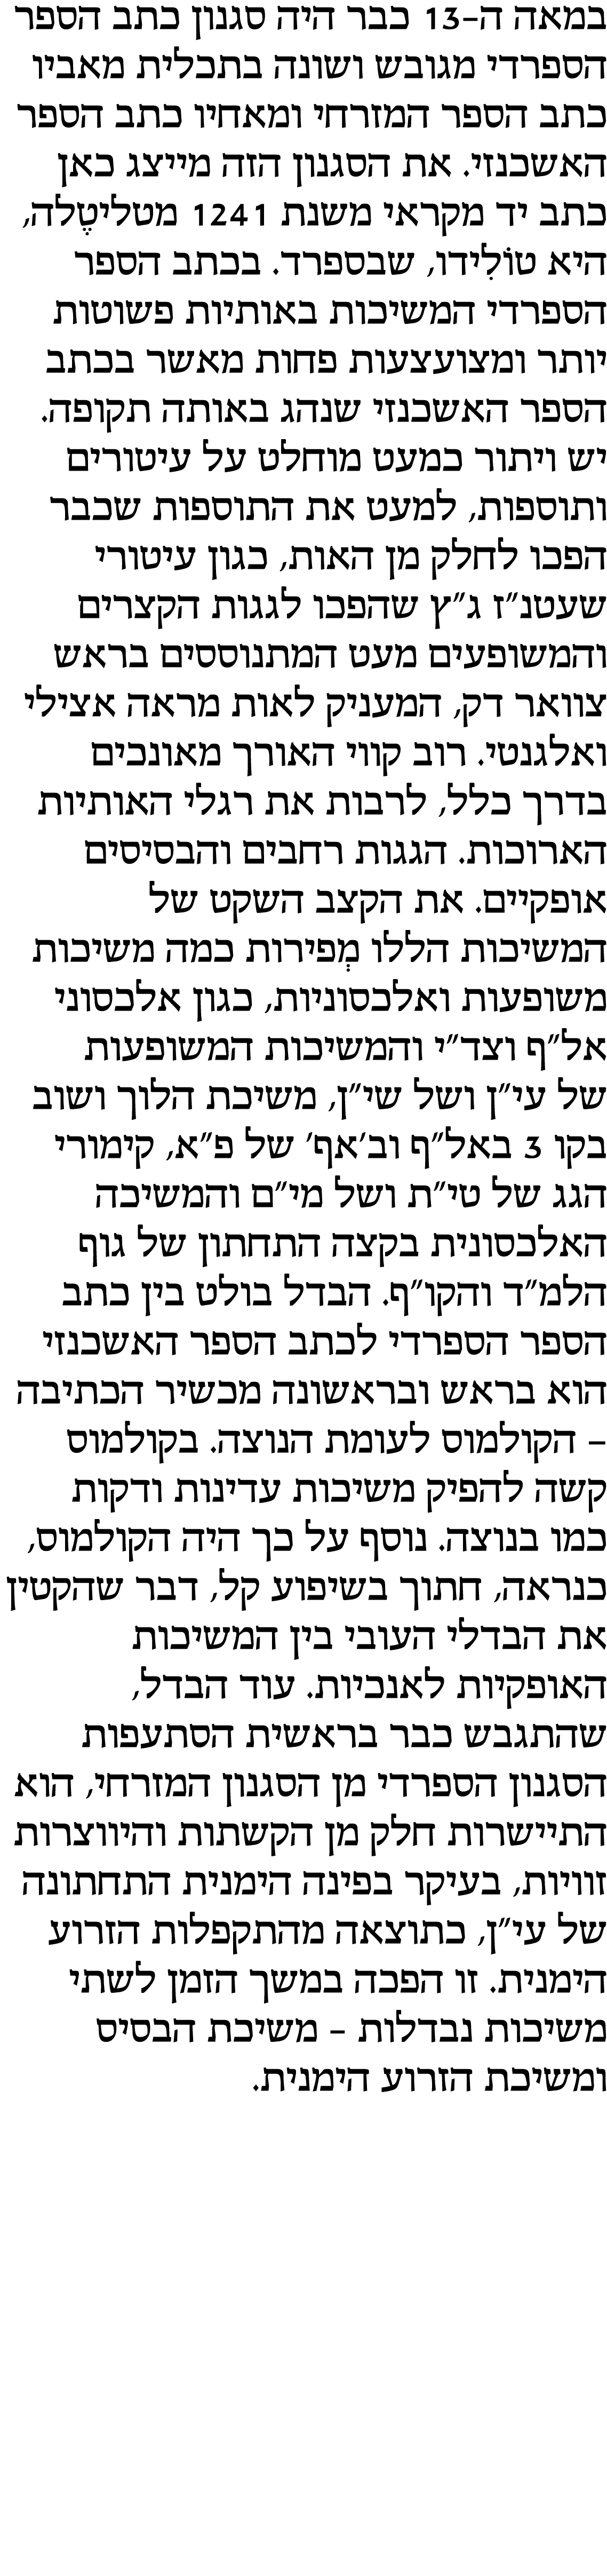 במאה ה-13 כבר היה סגנון כתב הספר
הספרדי מגובש ושונה בתכלית מאביו
כתב הספר המזרחי ומאחיו כתב הספר
האשכנזי. את הסגנון הזה מייצג כאן
כתב יד מקראי משנת 1241 מטליטֶלה,
היא טוֹלִידו, שבספרד. בכתב הספר
הספרדי המשיכות באותיות פשוטות
יותר ומצועצעות פחות מאשר בכתב
הספר האשכנזי שנהג באותה תקופה.
יש ויתור כמעט מוחלט על עיטורים
ותוספות, למעט את התוספות שכבר
הפכו לחלק מן האות, כגון עיטורי
שעטנ״ז ג״ץ שהפכו לגגות הקצרים
והמשופעים מעט המתנוססים בראש
צוואר דק, המעניק לאות מראה אצילי
ואלגנטי. רוב קווי האורך מאונכים
בדרך כלל, לרבות את רגלי האותיות
הארוכות. הגגות רחבים והבסיסים
אופקיים. את הקצב השקט של
המשיכות הללו מְפירות כמה משיכות
משופעות ואלכסוניות, כגון אלכסוני
אל״ף וצד״י והמשיכות המשופעות
של עי״ן ושל שי״ן, משיכת הלוך ושוב
בקו 3 באל״ף וב׳אף׳ של פ״א, קימורי
הגג של טי״ת ושל מי״ם והמשיכה
האלכסונית בקצה התחתון של גוף
הלמ״ד והקו״ף. הבדל בולט בין כתב
הספר הספרדי לכתב הספר האשכנזי
הוא בראש ובראשונה מכשיר הכתיבה
– הקולמוס לעומת הנוצה. בקולמוס
קשה להפיק משיכות עדינות ודקות
כמו בנוצה. נוסף על כך היה הקולמוס,
כנראה, חתוך בשיפוע קל, דבר שהקטין
את הבדלי העובי בין המשיכות
האופקיות לאנכיות. עוד הבדל,
שהתגבש כבר בראשית הסתעפות
הסגנון הספרדי מן הסגנון המזרחי, הוא
התיישרות חלק מן הקשתות והיווצרות
זוויות, בעיקר בפינה הימנית התחתונה
של עי״ן, כתוצאה מהתקפלות הזרוע
הימנית. זו הפכה במשך הזמן לשתי
משיכות נבדלות – משיכת הבסיס
ומשיכת הזרוע הימנית.